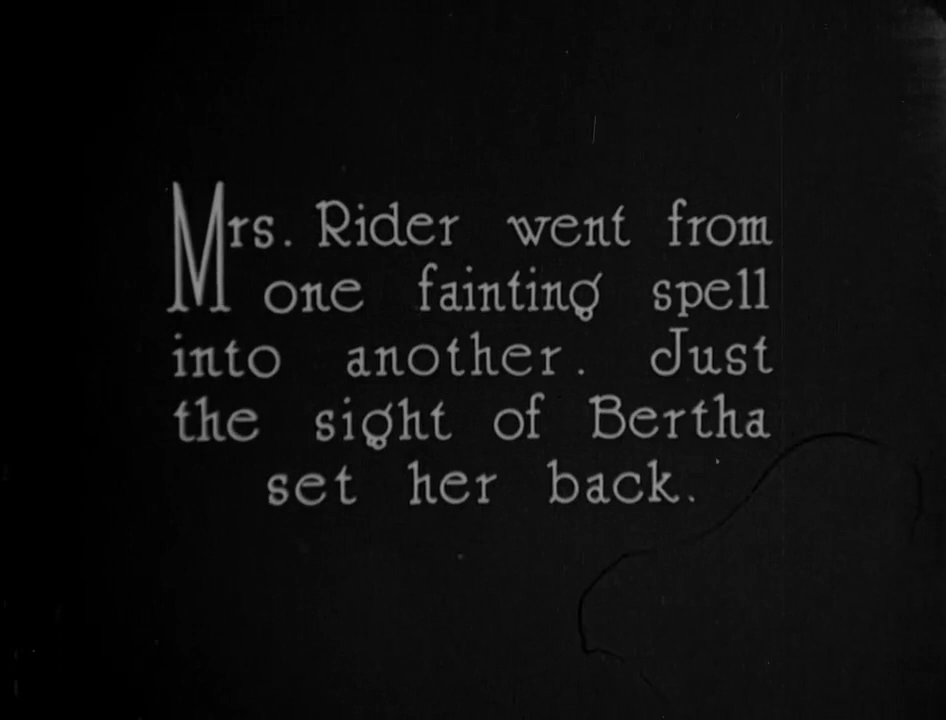 Mrs. Rider went from
one fainting spell
into another. Just
the sight of Bertha
set her back.